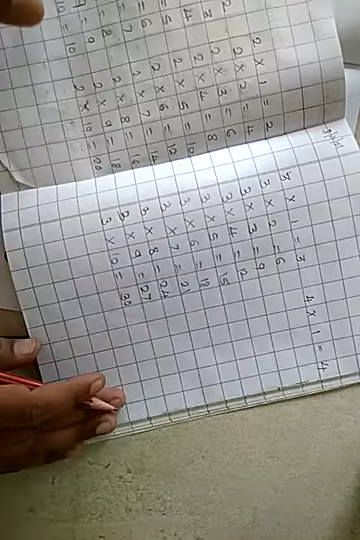 2 × 1 = 2
2 × 2 = 4
2 × 3 = 6
2 × 4 = 8
2 × 5 = 10
2 × 6 = 12
2 × 7 = 14
2 × 8 = 16
2 × 9 = 18
2 × 10 = 20
3 × 1 = 3
3 × 2 = 6
3 × 3 = 9
3 × 4 = 12
3 × 5 = 15
3 × 6 = 18
3 × 7 = 21
3 × 8 = 24
3 × 9 = 27
3 × 10 = 30
4 × 1 = 4